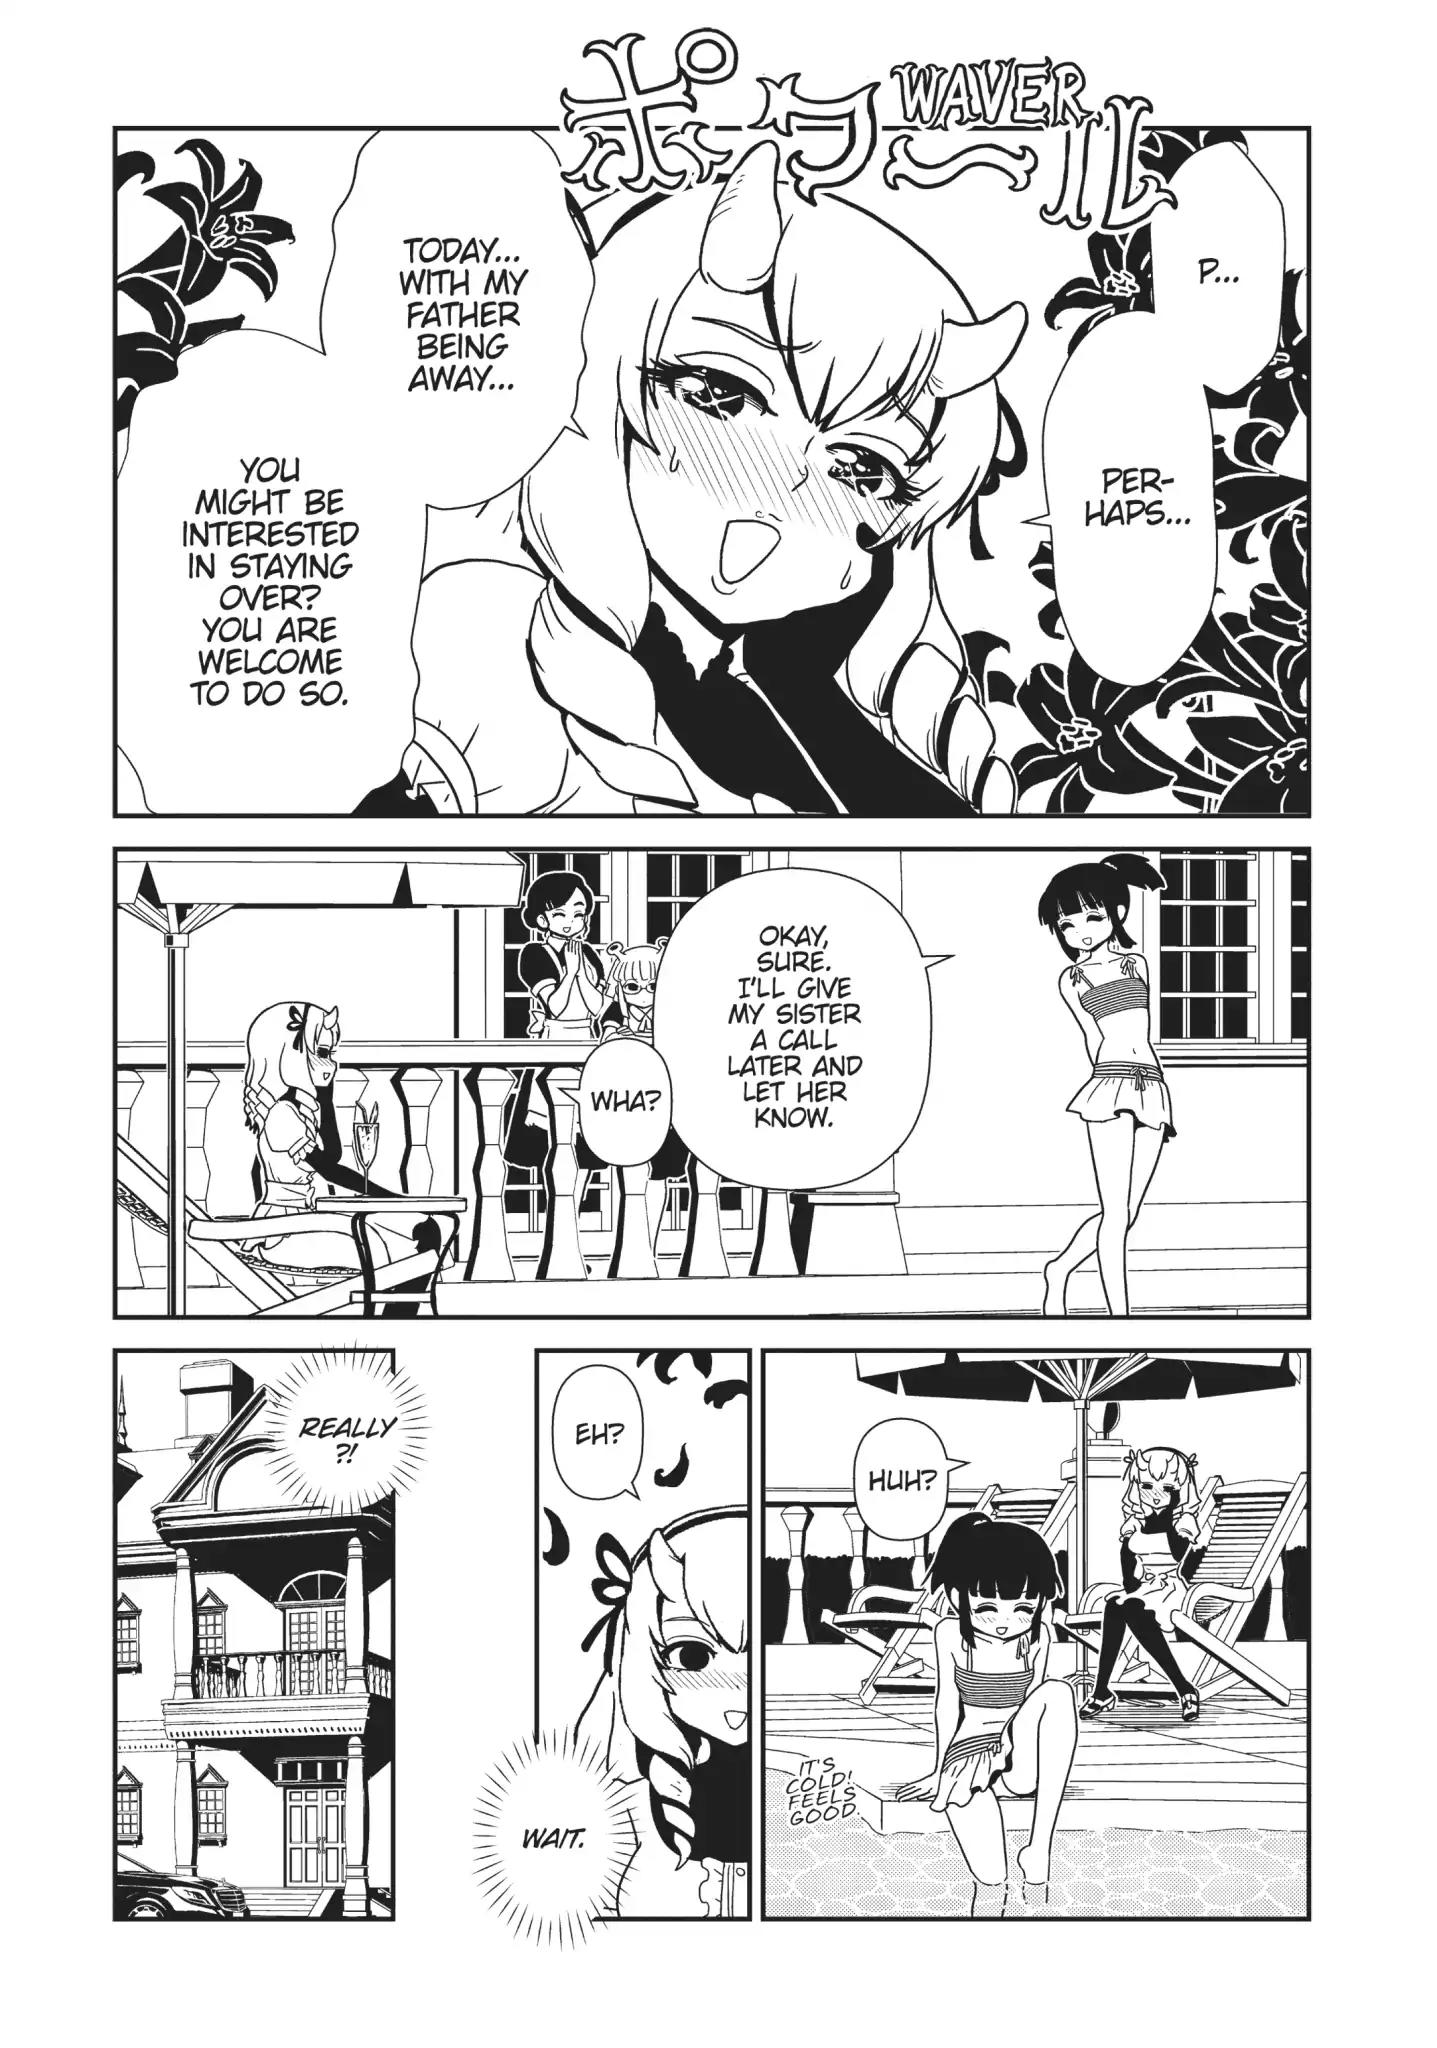 ポワ〜ル
WAVER
P...
PER-
HAPS...
TODAY...
WITH MY
FATHER
BEING
AWAY...
YOU
MIGHT BE
INTERESTED
IN STAYING
OVER?
YOU ARE
WELCOME
TO DO SO.
OKAY,
SURE.
I'LL GIVE
MY SISTER
A CALL
LATER AND
LET HER
KNOW.
WHA?
HUH?
IT'S
COLD!
FEELS
GOOD.
EH?
WAIT.
REALLY
?!